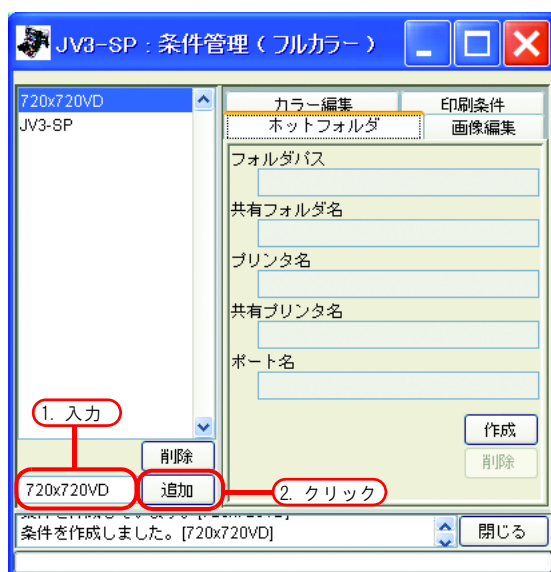 JV3-SP : 条件管理 ( フルカラー )
720x720VD
JV3-SP
カラー編集
印刷条件
ホットフォルダ
画像編集
フォルダパス
共有フォルダ名
プリンタ名
共有プリンタ名
ポート名
1. 入力
作成
削除
削除
720x720VD
追加
2. クリック
条件を作成しました。[720x720VD]
閉じる